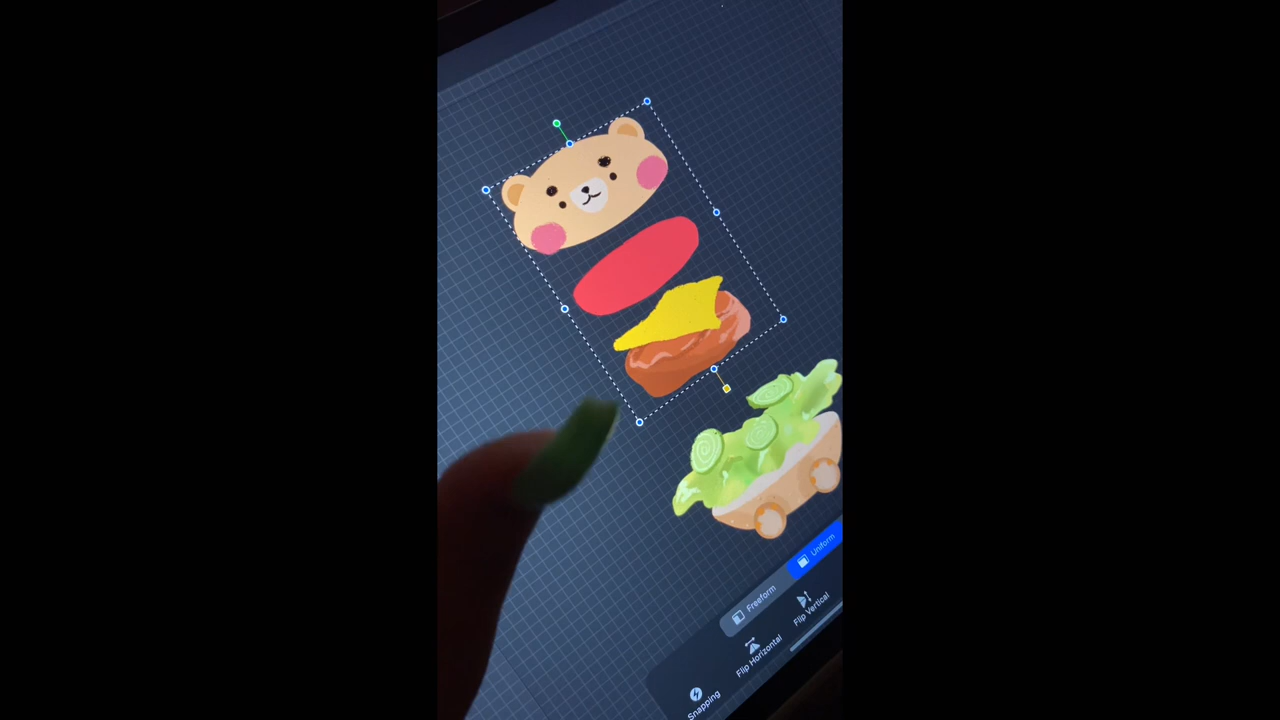 Freeform
Uniform
Snapping
Flip Horizontal
Flip Vertical